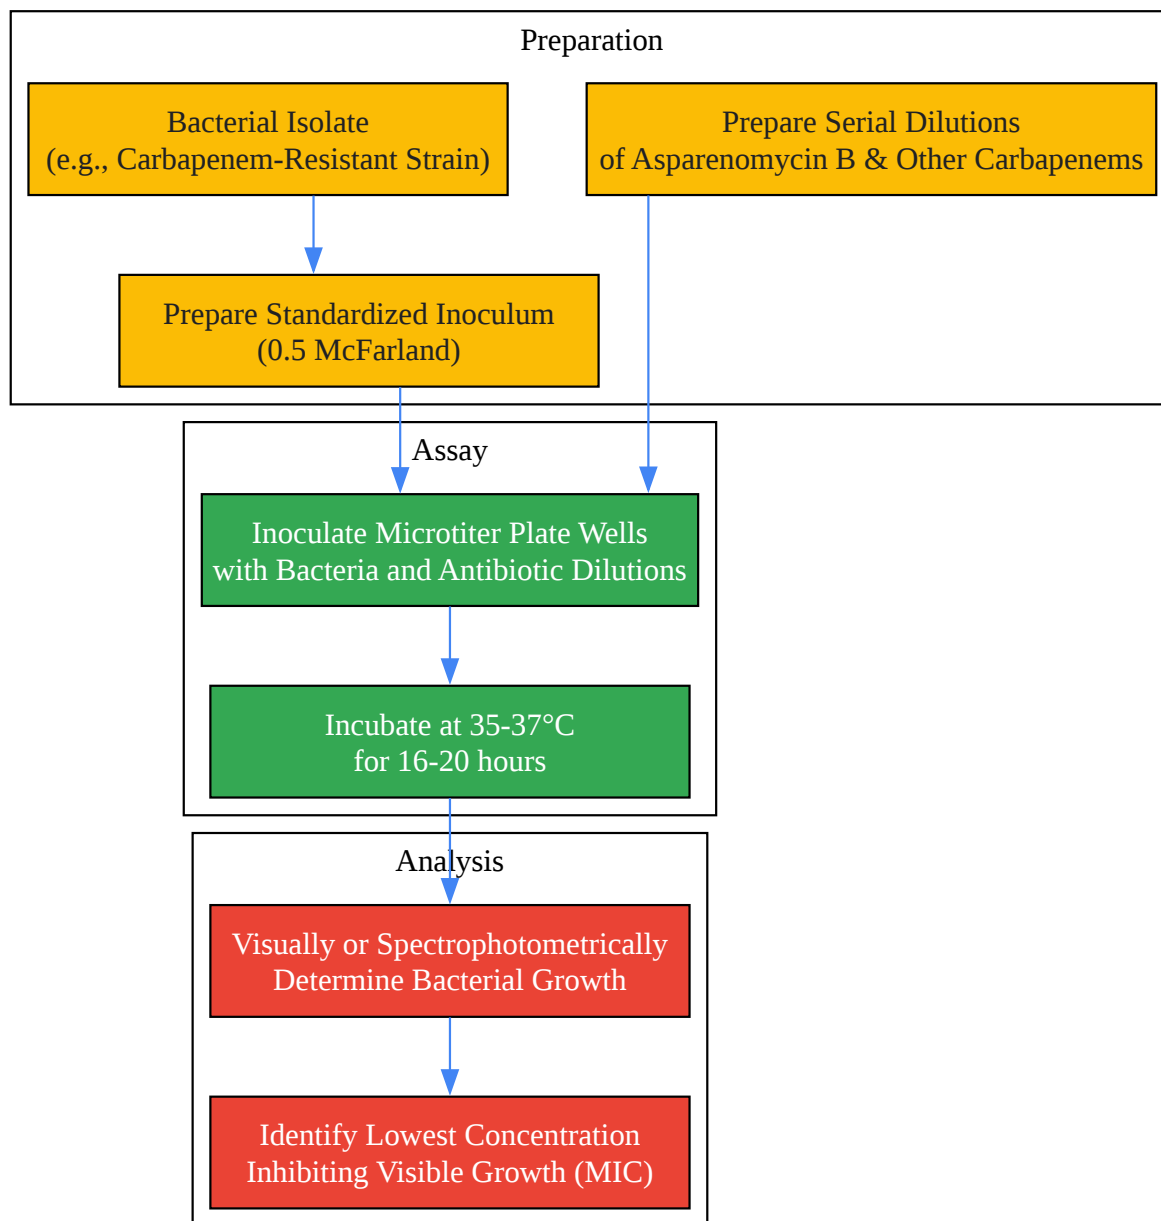 Preparation
Bacterial Isolate
(e.g., Carbapenem-Resistant Strain)
Prepare Serial Dilutions
of Asparenomycin B & Other Carbapenems
Prepare Standardized Inoculum
(0.5 McFarland)
Assay
Inoculate Microtiter Plate Wells
with Bacteria and Antibiotic Dilutions
Incubate at 35-37°C
for 16-20 hours
Analysis
Visually or Spectrophotometrically
Determine Bacterial Growth
Identify Lowest Concentration
Inhibiting Visible Growth (MIC)